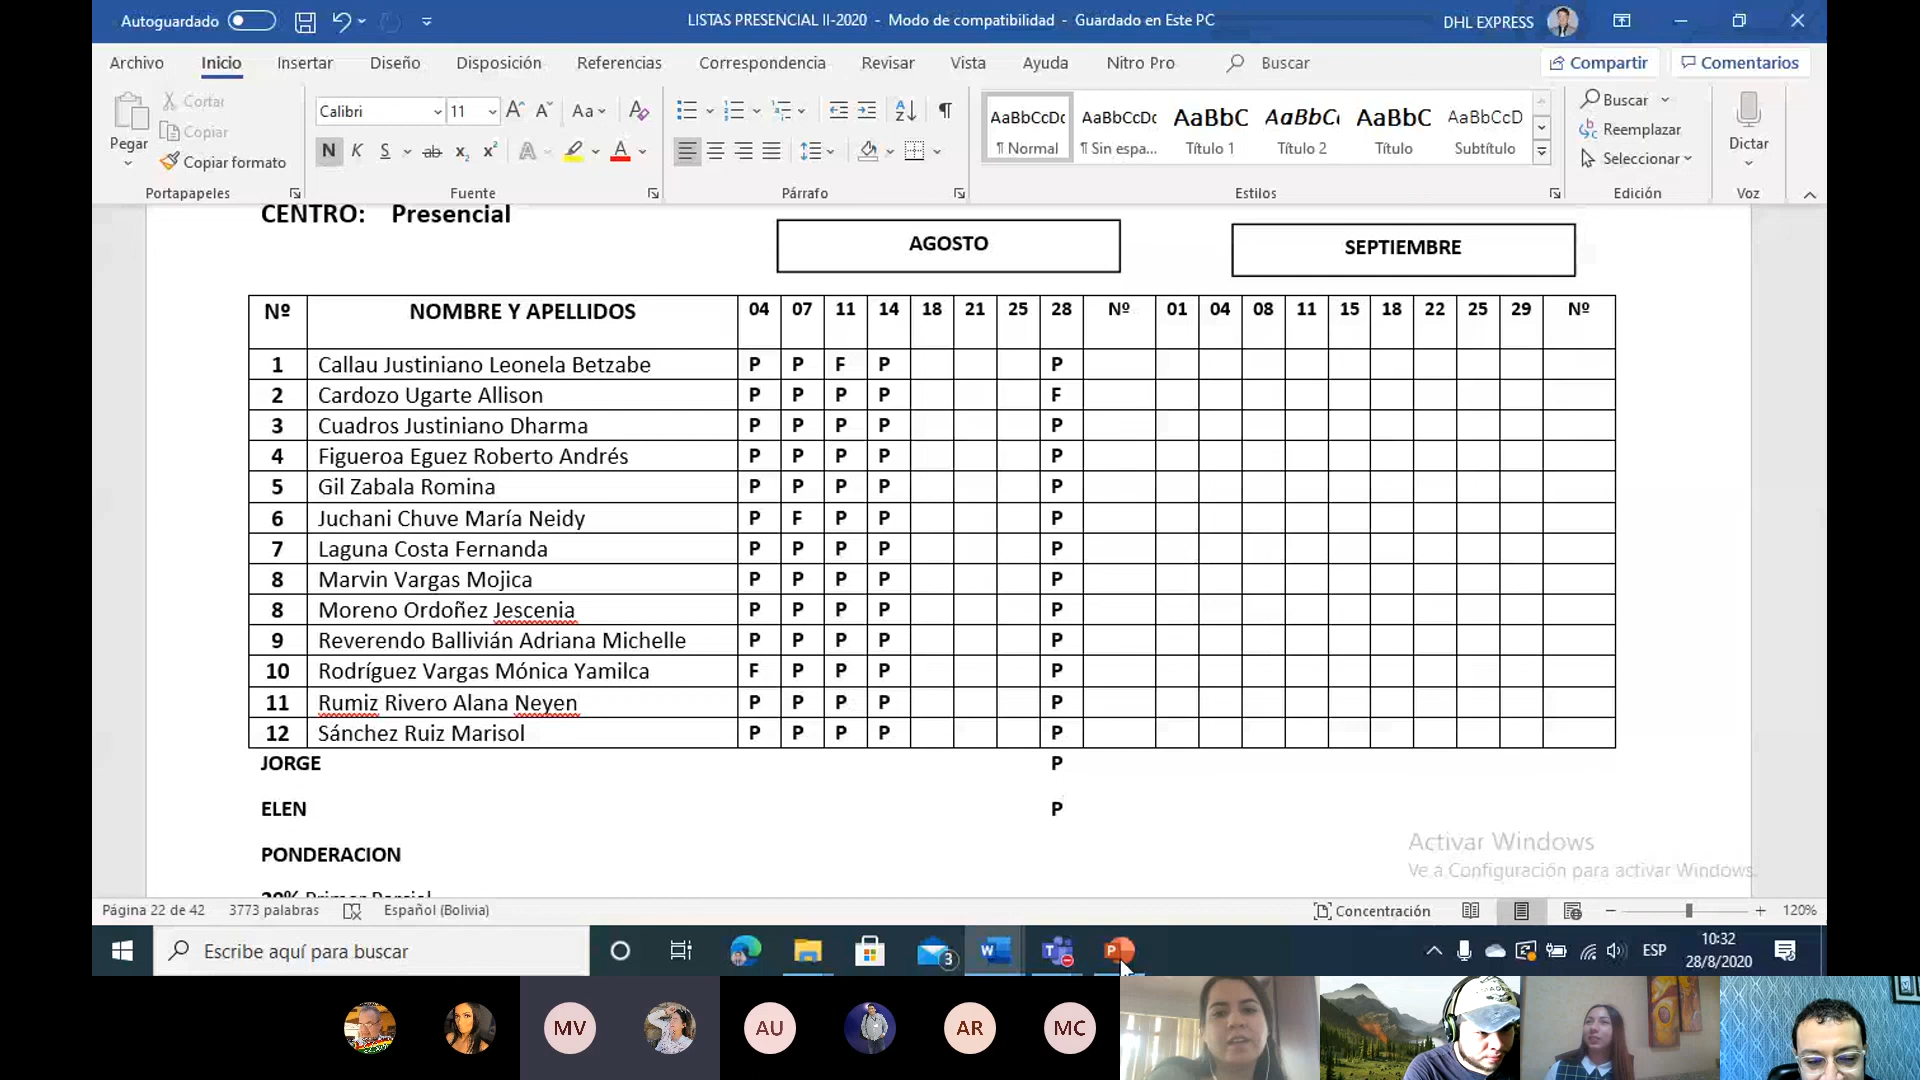 Autoguardado
LISTAS PRESENCIAL II-2020 - Modo de compatibilidad - Guardado en Este PC
DHL EXPRESS
Archivo Inicio Insertar Diseño Disposición Referencias Correspondencia Revisar Vista Ayuda Nitro Pro Buscar Compartir Comentarios
Pegar
Cortar
Copiar
Copiar formato
Portapapeles
Calibri 11
Fuente
Párrafo
AaBbCcDc AaBbCcDc AaBbC AaBbC AaBbC AaBbCcD
¶ Normal ¶ Sin espa... Título 1 Título 2 Título Subtítulo
Estilos
Buscar
Reemplazar
Seleccionar
Edición
Dictar
Voz
CENTRO: Presencial
AGOSTO SEPTIEMBRE
Nº NOMBRE Y APELLIDOS 04 07 11 14 18 21 25 28 Nº 01 04 08 11 15 18 22 25 29 Nº
1 Callau Justiniano Leonela Betzabe P P F P P
2 Cardozo Ugarte Allison P P P P F
3 Cuadros Justiniano Dharma P P P P P
4 Figueroa Eguez Roberto Andrés P P P P P
5 Gil Zabala Romina P P P P P
6 Juchani Chuve María Neidy P F P P P
7 Laguna Costa Fernanda P P P P P
8 Marvin Vargas Mojica P P P P P
8 Moreno Ordoñez Jescenia P P P P P
9 Reverendo Ballivián Adriana Michelle P P P P P
10 Rodríguez Vargas Mónica Yamilca F P P P P
11 Rumiz Rivero Alana Neyen P P P P P
12 Sánchez Ruiz Marisol P P P P P
JORGE P
ELEN P
PONDERACION
20% Primer Parcial
Activar Windows
Ve a Configuración para activar Windows.
Página 22 de 42 3773 palabras Español (Bolivia) Concentración 120%
Escribe aquí para buscar
3
ESP
10:32
28/8/2020
MV AU AR MC